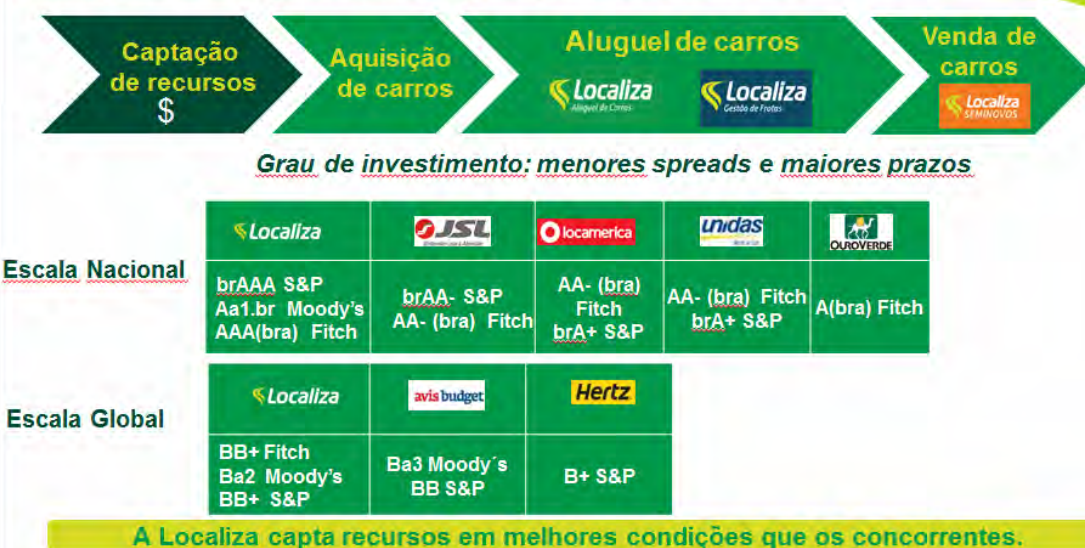 Captação
de recursos
$
Aquisição
de carros
Aluguel de carros
Localiza
Aluguel de Carros
Localiza
Gestão de Frotas
Venda de
carros
Localiza
SEMINOVOS
Grau de investimento: menores spreads e maiores prazos
Escala Nacional
Localiza
JSL
locamerica
unidas
OUROVERDE
brAAA S&P
Aa1.br Moody's
AAA(bra) Fitch
brAA- S&P
AA- (bra) Fitch
AA- (bra)
Fitch
brA+ S&P
AA- (bra) Fitch
brA+ S&P
A(bra) Fitch
Escala Global
Localiza
avis budget
Hertz
BB+ Fitch
Ba2 Moody's
BB+ S&P
Ba3 Moody´s
BB S&P
B+ S&P
A Localiza capta recursos em melhores condições que os concorrentes.